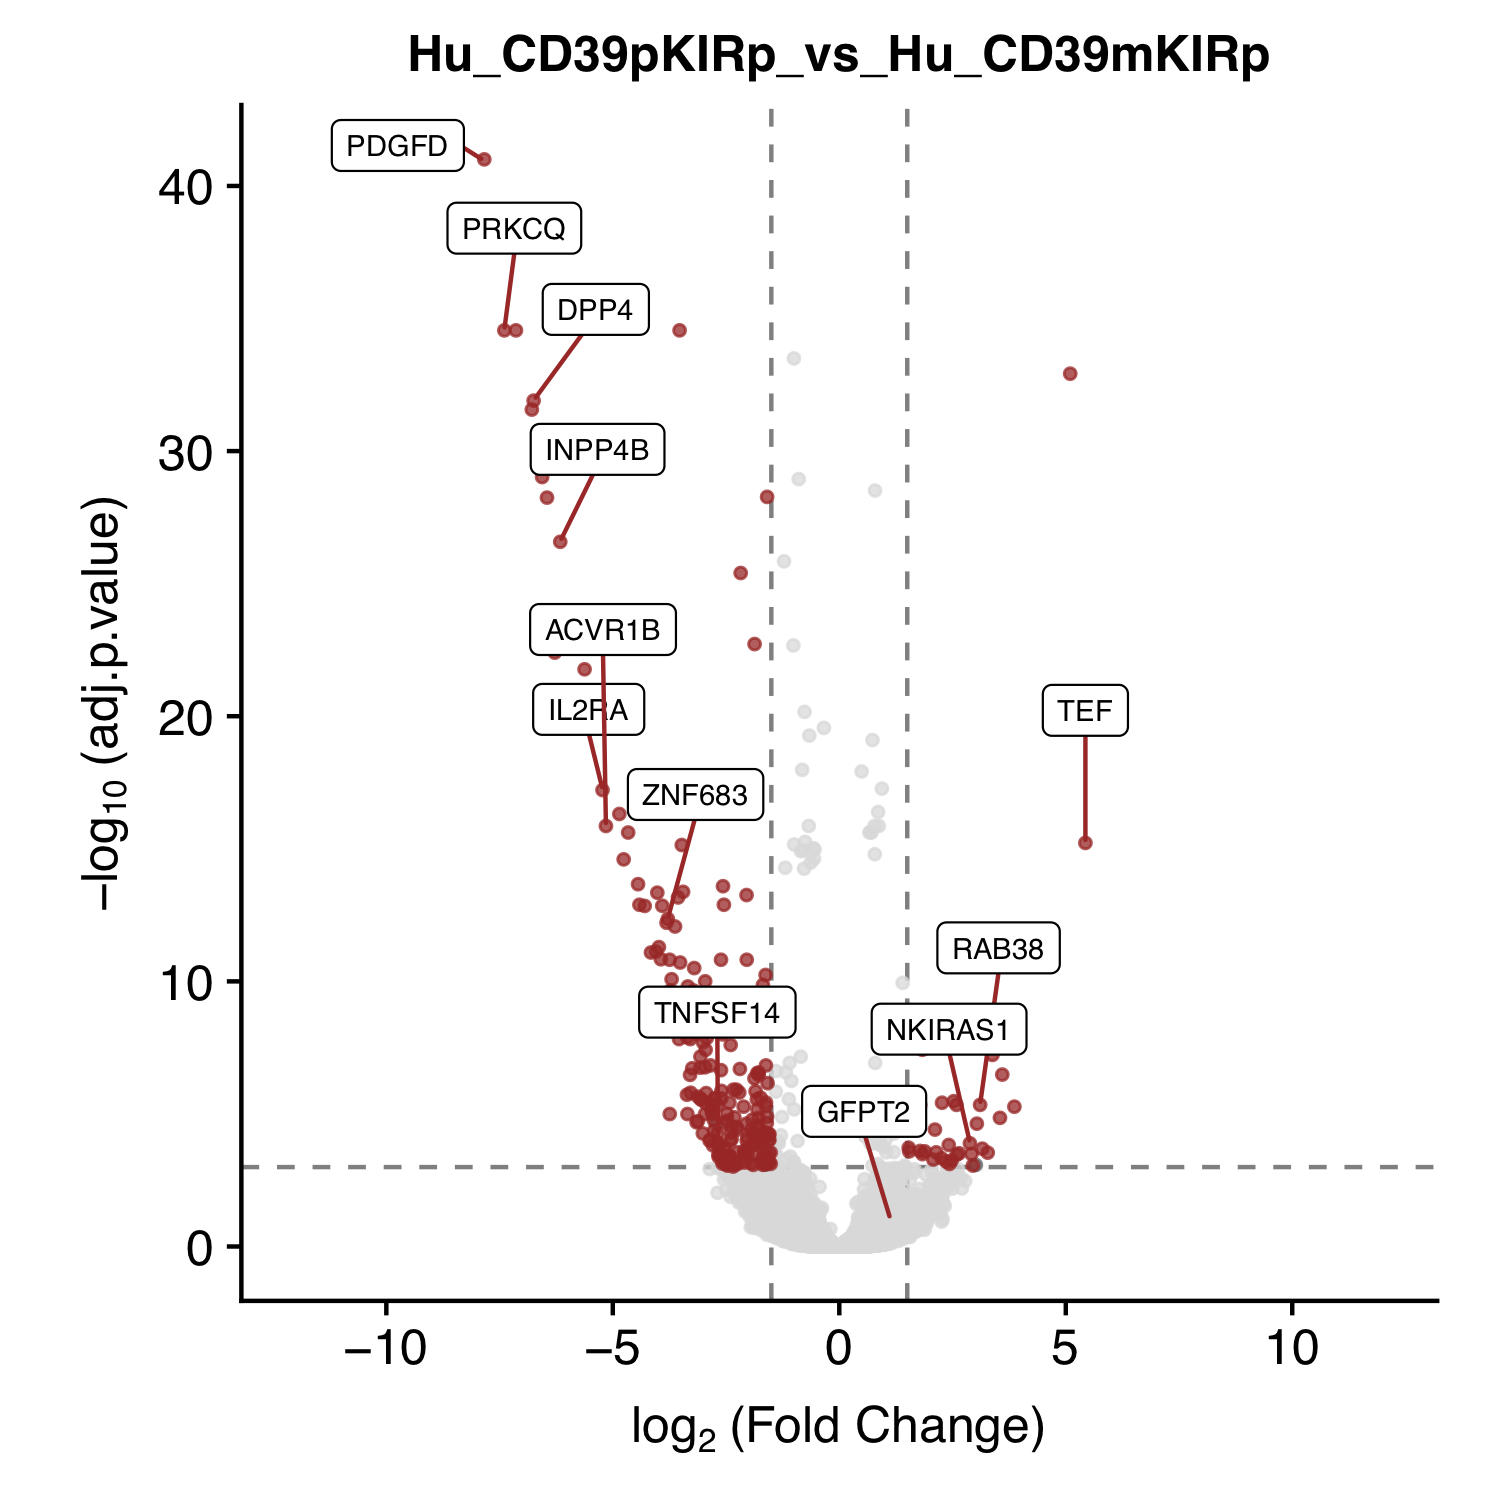 Hu_CD39pKIRp_vs_Hu_CD39mKIRp
PDGFD
PRKCQ
DPP4
INPP4B
ACVR1B
IL2RA
ZNF683
TNFSF14
TEF
RAB38
NKIRAS1
GFPT2
40
30
20
10
0
−log10 (adj.p.value)
−10
−5
0
5
10
log2 (Fold Change)